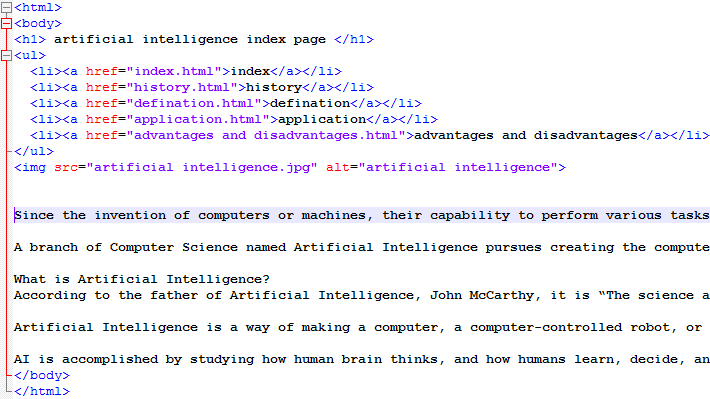 <html>
<body>
<h1> artificial intelligence index page </h1>
<ul>
<li><a href="index.html">index</a></li>
<li><a href="history.html">history</a></li>
<li><a href="defination.html">defination</a></li>
<li><a href="application.html">application</a></li>
<li><a href="advantages and disadvantages.html">advantages and disadvantages</a></li>
</ul>
<img src="artificial intelligence.jpg" alt="artificial intelligence">
Since the invention of computers or machines, their capability to perform various tasks
A branch of Computer Science named Artificial Intelligence pursues creating the compute
What is Artificial Intelligence?
According to the father of Artificial Intelligence, John McCarthy, it is “The science a
Artificial Intelligence is a way of making a computer, a computer-controlled robot, or
AI is accomplished by studying how human brain thinks, and how humans learn, decide, an
</body>
</html>